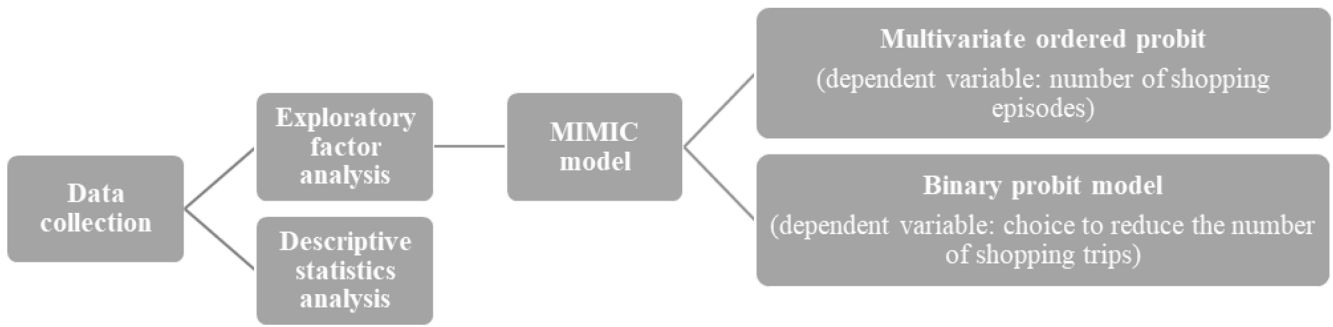 Data
collection
Exploratory
factor
analysis
Descriptive
statistics
analysis
MIMIC
model
Multivariate ordered probit
(dependent variable: number of shopping
episodes)
Binary probit model
(dependent variable: choice to reduce the number
of shopping trips)